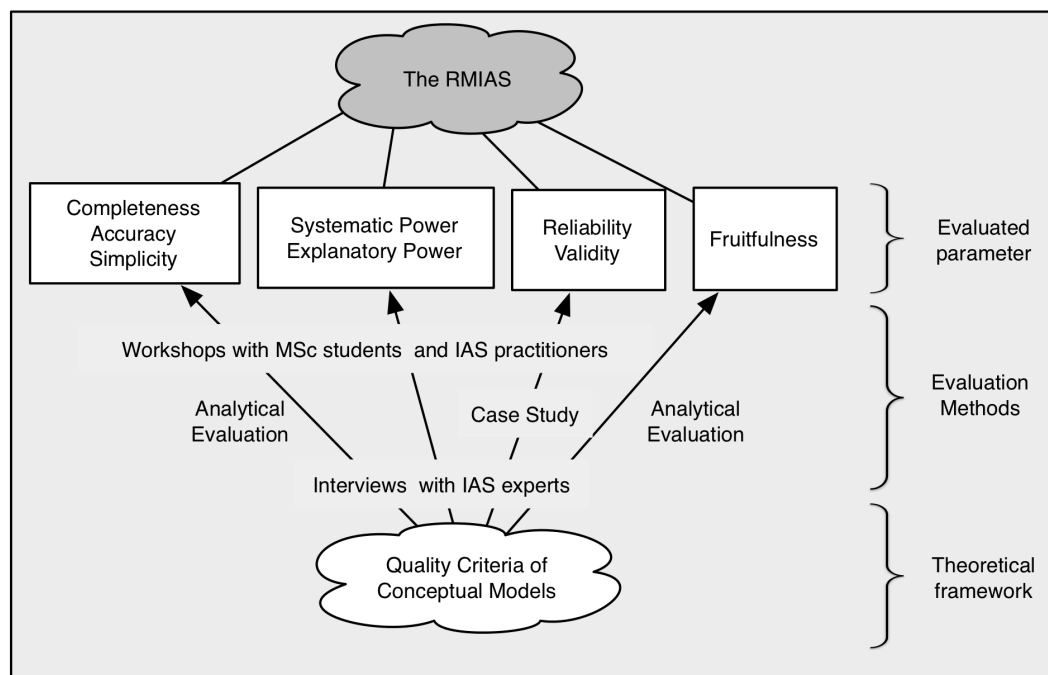 The RMIAS
Completeness
Accuracy
Simplicity
Systematic Power
Explanatory Power
Reliability
Validity
Fruitfulness
Evaluated
parameter
Workshops with MSc students and IAS practitioners
Analytical
Evaluation
Case Study
Analytical
Evaluation
Evaluation
Methods
Interviews with IAS experts
Quality Criteria of
Conceptual Models
Theoretical
framework